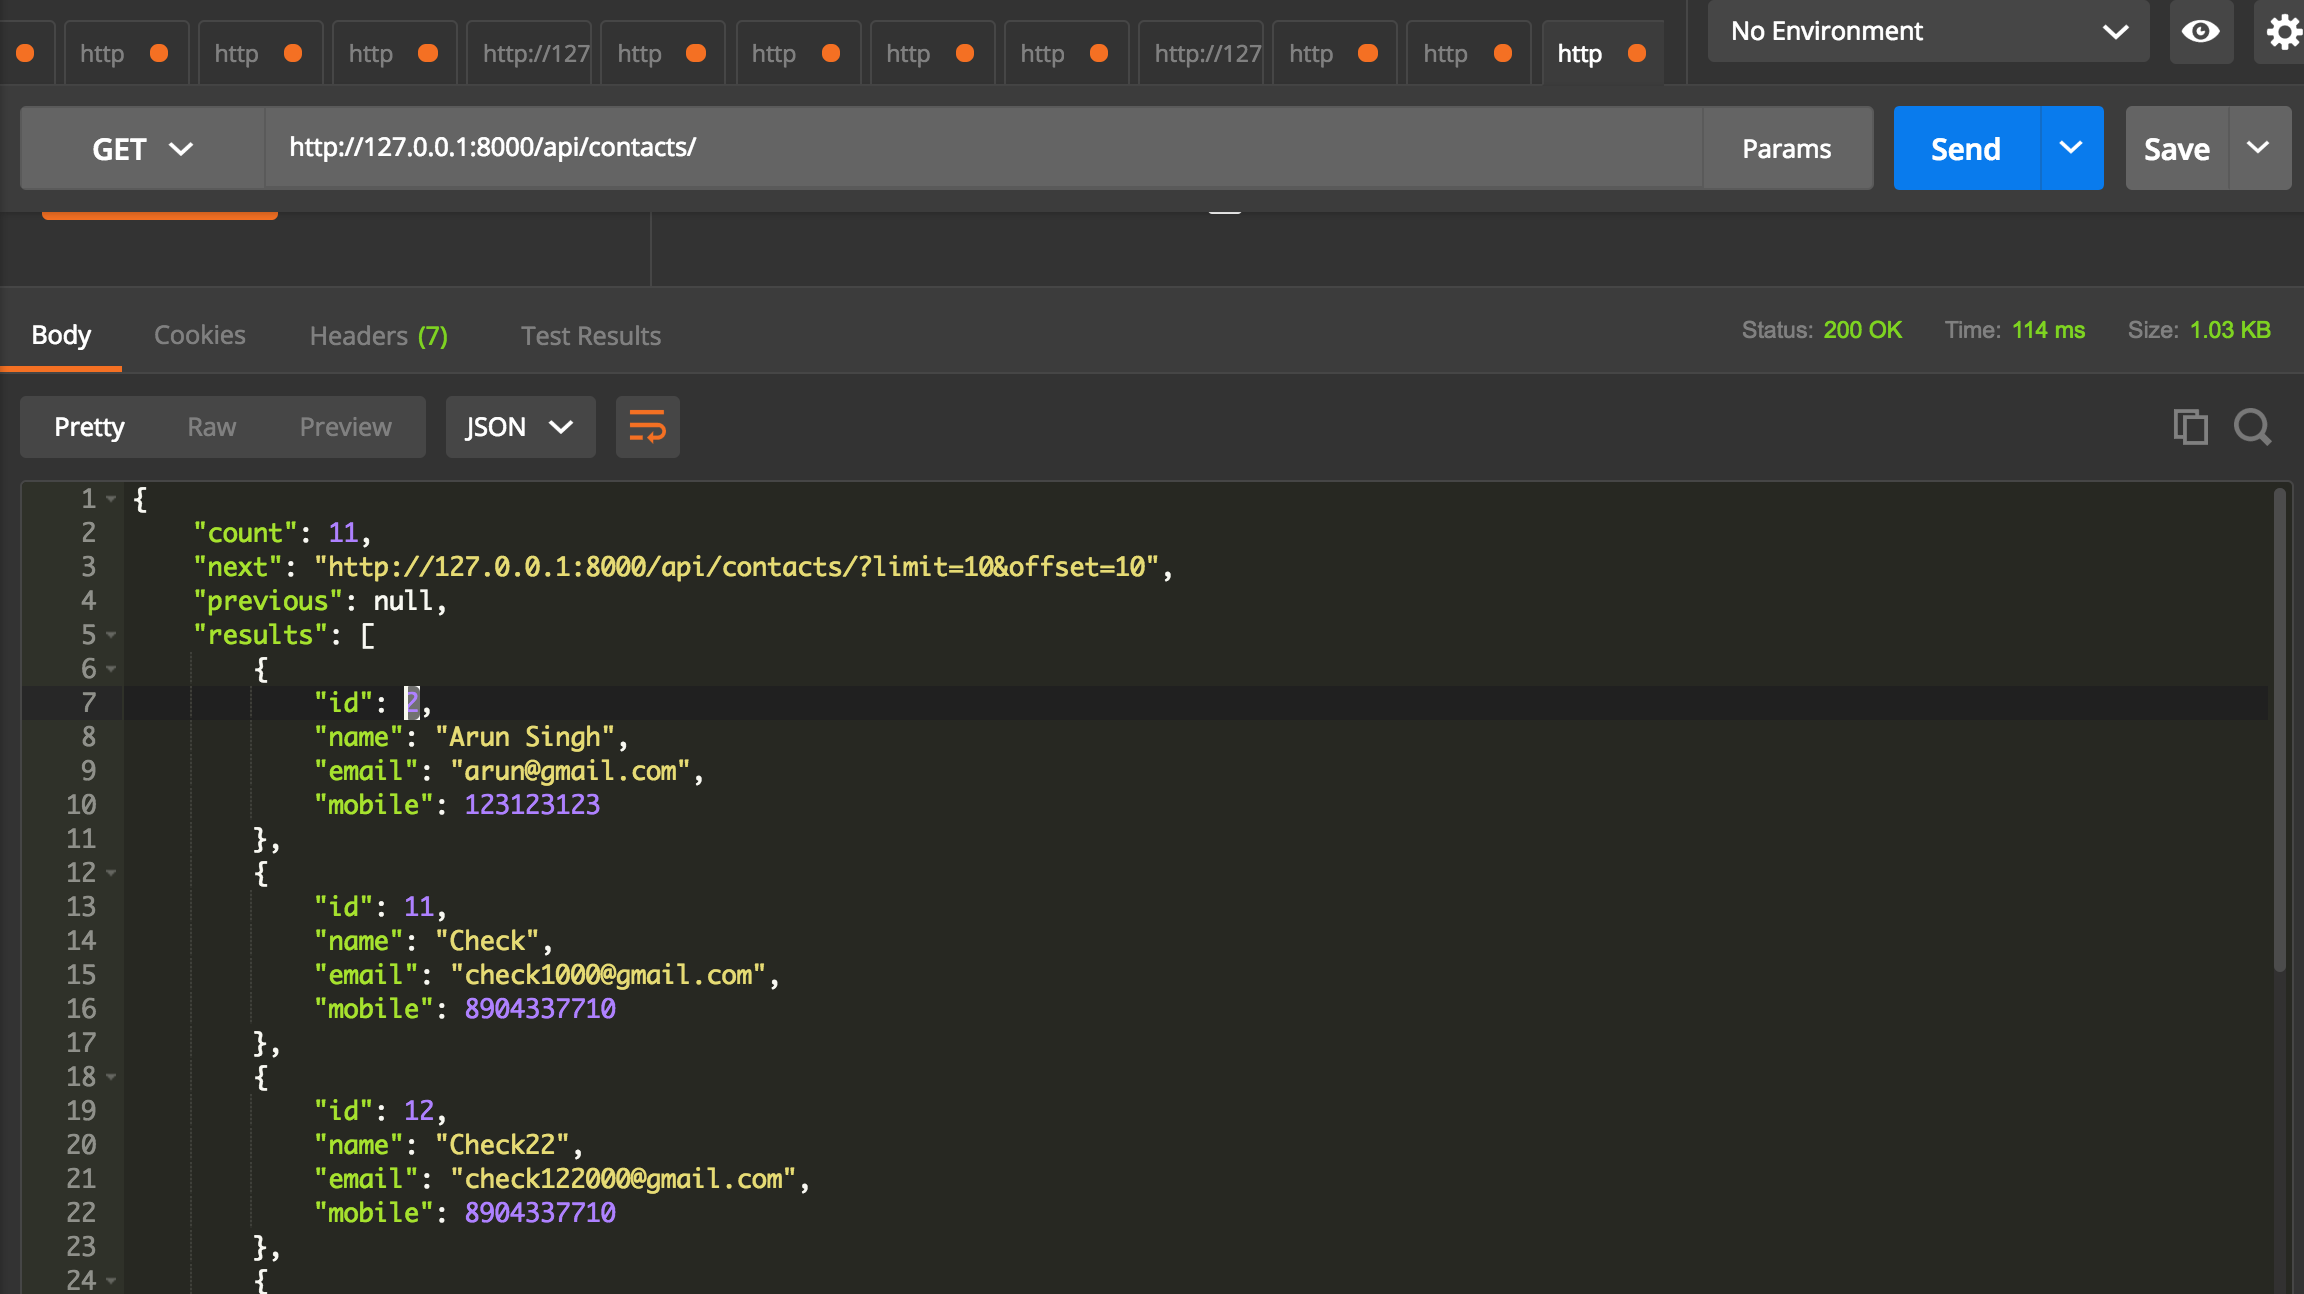 http http http http://127 http http http http http://127 http http http No Environment
GET http://127.0.0.1:8000/api/contacts/ Params Send Save
Body Cookies Headers (7) Test Results Status: 200 OK Time: 114 ms Size: 1.03 KB
Pretty Raw Preview JSON
1 {
2 "count": 11,
3 "next": "http://127.0.0.1:8000/api/contacts/?limit=10&offset=10",
4 "previous": null,
5 "results": [
6 {
7 "id": 2,
8 "name": "Arun Singh",
9 "email": "arun@gmail.com",
10 "mobile": 123123123
11 },
12 {
13 "id": 11,
14 "name": "Check",
15 "email": "check1000@gmail.com",
16 "mobile": 8904337710
17 },
18 {
19 "id": 12,
20 "name": "Check22",
21 "email": "check122000@gmail.com",
22 "mobile": 8904337710
23 },
24 {